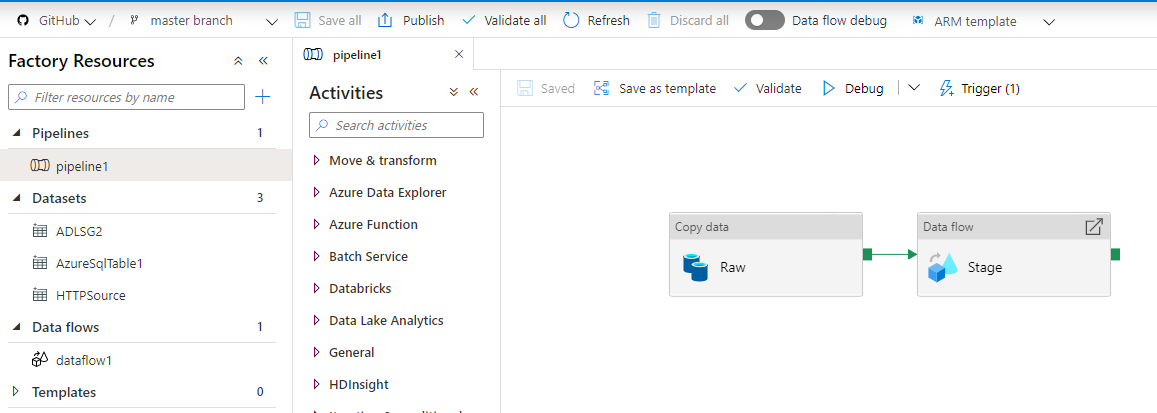 GitHub / master branch Save all Publish Validate all Refresh Discard all Data flow debug ARM template
Factory Resources
Filter resources by name
Pipelines 1
pipeline1
Datasets 3
ADLSG2
AzureSqlTable1
HTTPSource
Data flows 1
dataflow1
Templates 0
pipeline1
Activities
Search activities
Move & transform
Azure Data Explorer
Azure Function
Batch Service
Databricks
Data Lake Analytics
General
HDInsight
Saved Save as template Validate Debug Trigger (1)
Copy data
Raw
Data flow
Stage